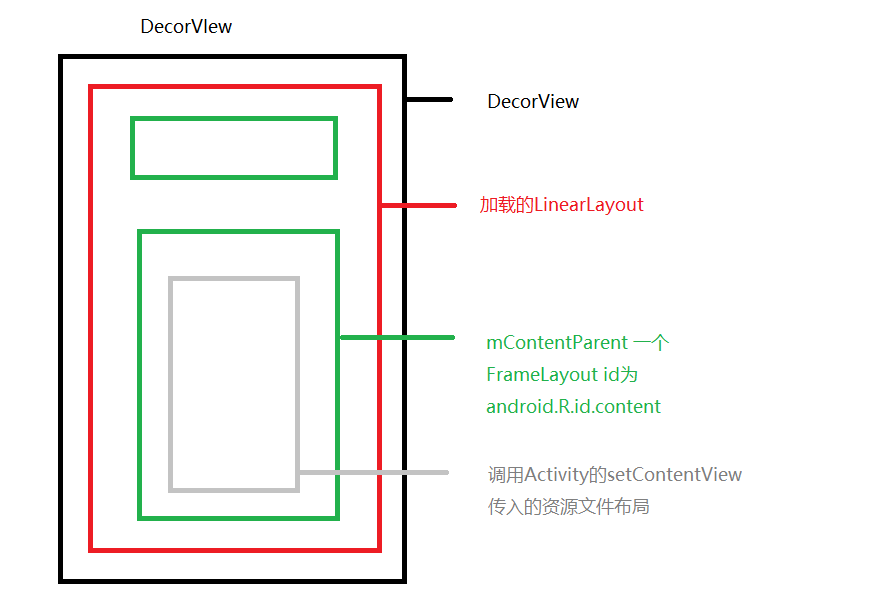 DecorVIew
DecorView
加载的LinearLayout
mContentParent 一个
FrameLayout id为
android.R.id.content
调用Activity的setContentView
传入的资源文件布局